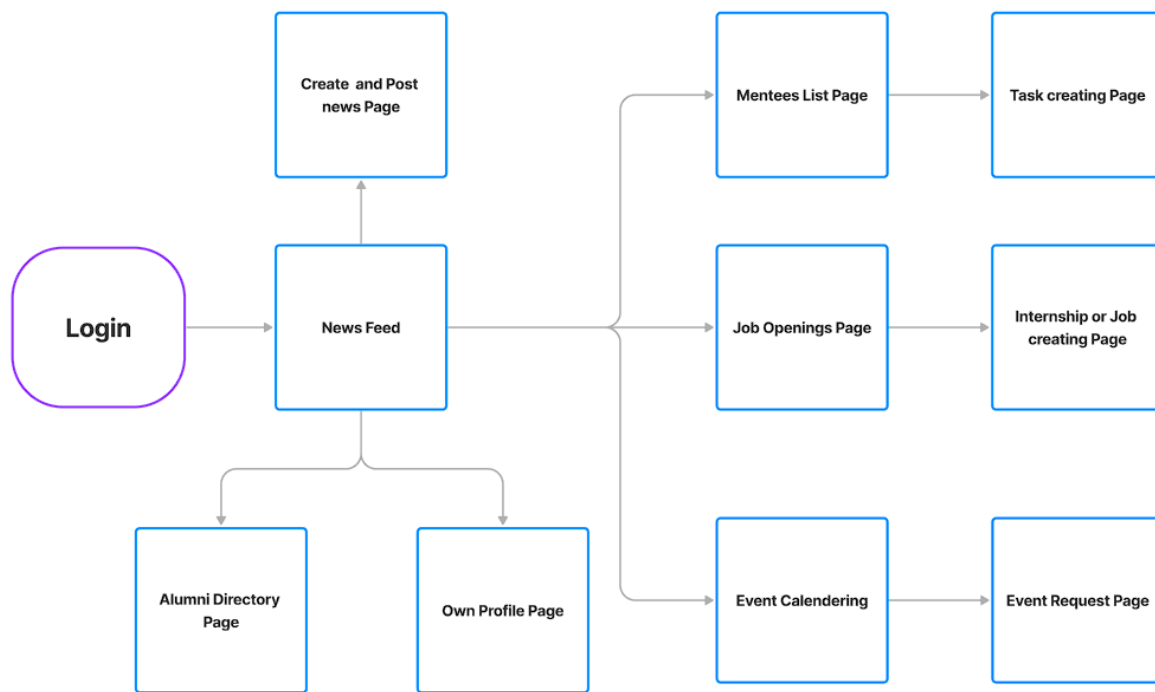 Create and Post
news Page
Mentees List Page
Task creating Page
Login
News Feed
Job Openings Page
Internship or Job
creating Page
Alumni Directory
Page
Own Profile Page
Event Calendering
Event Request Page